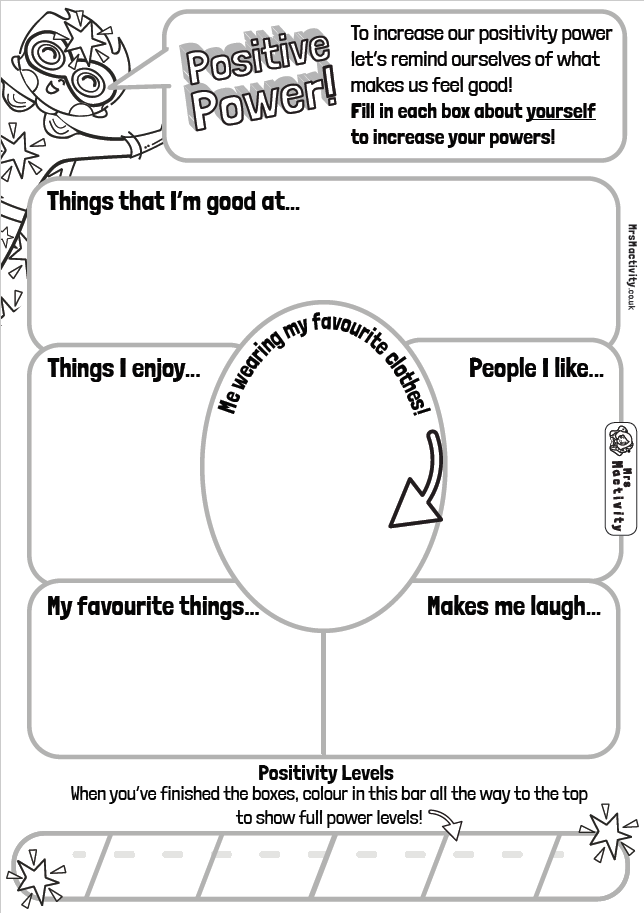 Positive
Power!
To increase our positivity power
let's remind ourselves of what
makes us feel good!
Fill in each box about yourself
to increase your powers!
Things that I'm good at...
MrsMactivity.co.uk
Me wearing my favourite clothes!
Things I enjoy...
People I like...
Mrs
Mactivity
My favourite things...
Makes me laugh...
Positivity Levels
When you've finished the boxes, colour in this bar all the way to the top
to show full power levels!